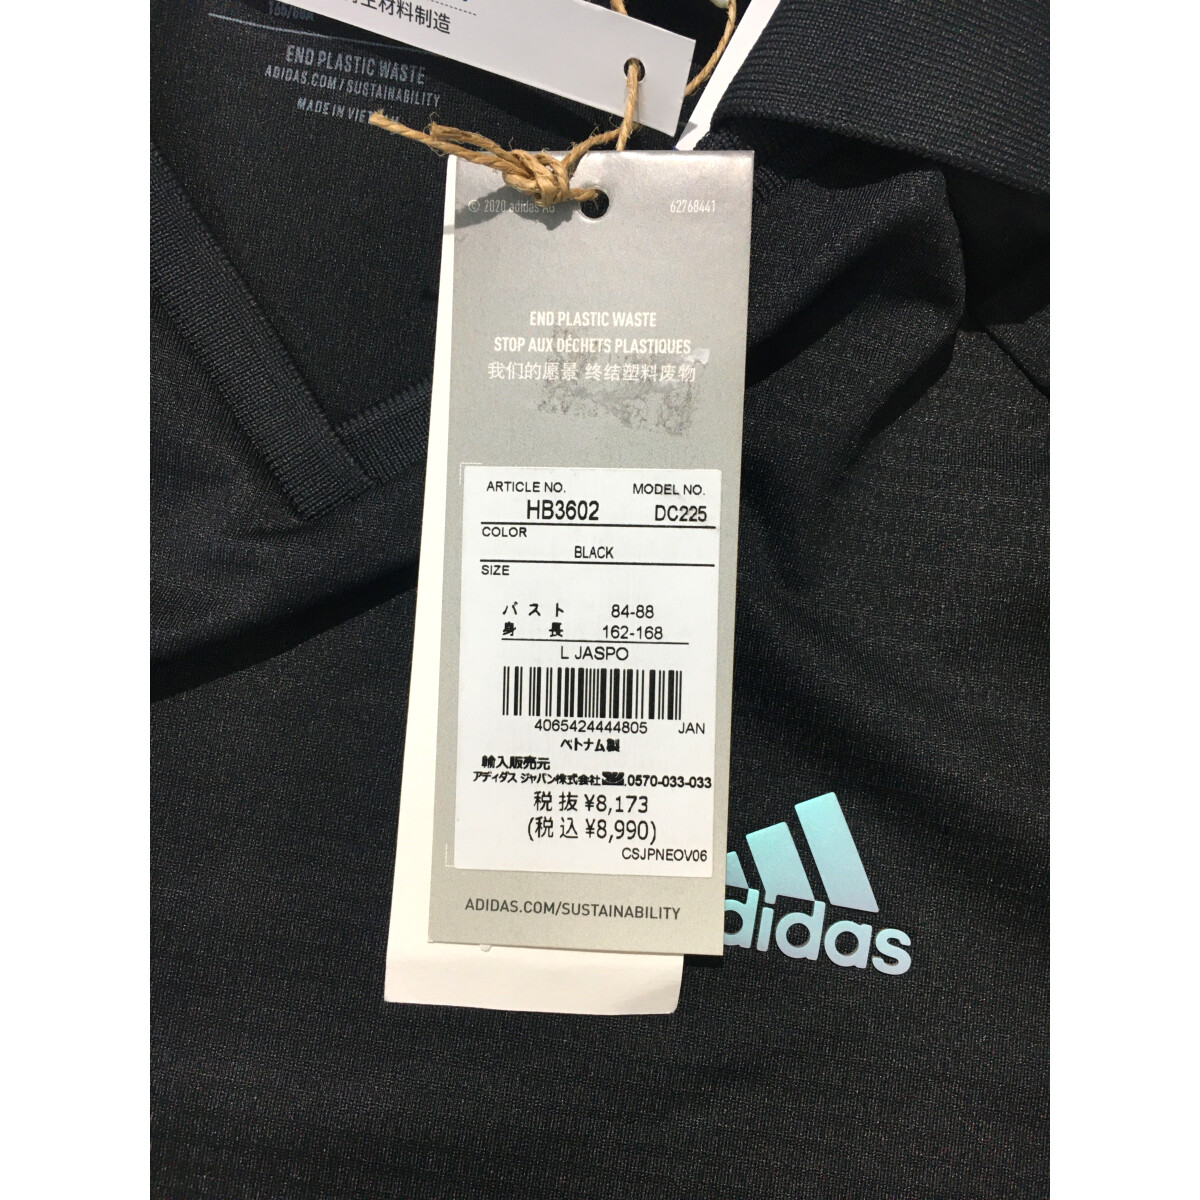 材料制造
END PLASTIC WASTE
ADIDAS.COM/SUSTAINABILITY
MADE IN VIETNAM
© 2020 adidas AG
62768441
END PLASTIC WASTE
STOP AUX DÉCHETS PLASTIQUES
我们的愿景 终结塑料废物
ARTICLE NO. MODEL NO.
HB3602 DC225
COLOR
BLACK
SIZE
バスト 84-88
身長 162-168
L JASPO
4065424444805 JAN
ベトナム製
輸入販売元
アディダス ジャパン株式会社 0570-033-033
税抜 ¥8,173
(税込 ¥8,990)
CSJPNEOV06
ADIDAS.COM/SUSTAINABILITY
adidas